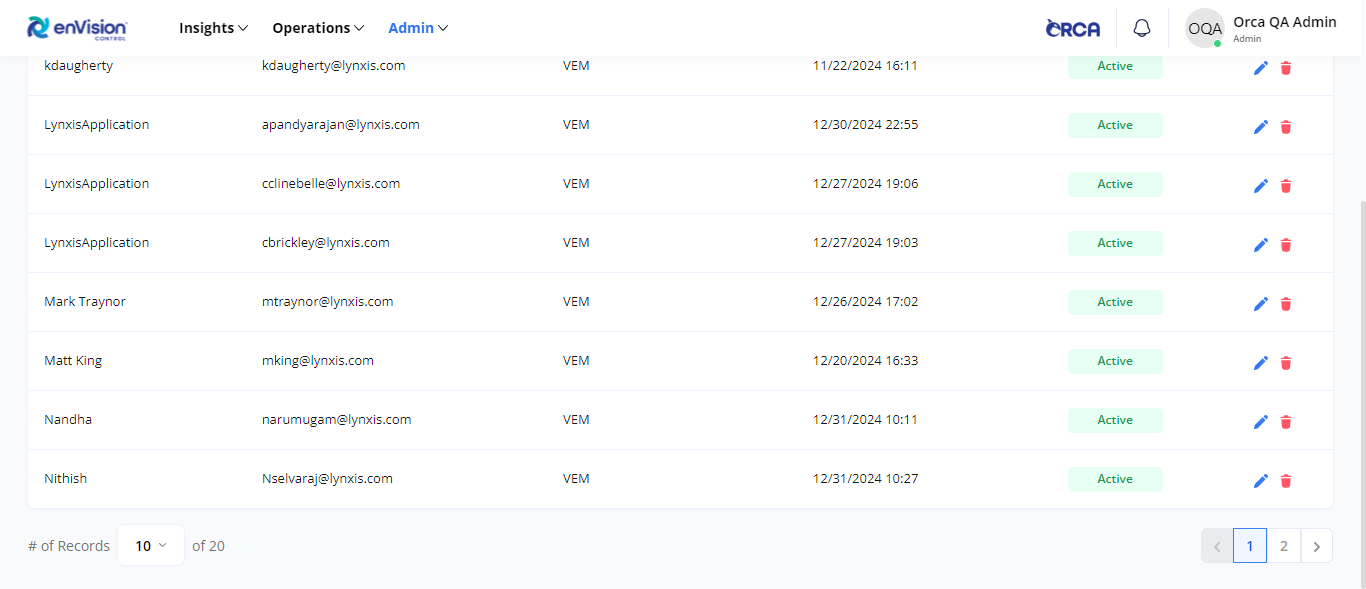 enVision
CONTROL
Insights Operations Admin
ORCA
OQA
Orca QA Admin
Admin
kdaugherty kdaugherty@lynxis.com VEM 11/22/2024 16:11 Active
LynxisApplication apandyarajan@lynxis.com VEM 12/30/2024 22:55 Active
LynxisApplication cclinebelle@lynxis.com VEM 12/27/2024 19:06 Active
LynxisApplication cbrickley@lynxis.com VEM 12/27/2024 19:03 Active
Mark Traynor mtraynor@lynxis.com VEM 12/26/2024 17:02 Active
Matt King mking@lynxis.com VEM 12/20/2024 16:33 Active
Nandha narumugam@lynxis.com VEM 12/31/2024 10:11 Active
Nithish Nselvaraj@lynxis.com VEM 12/31/2024 10:27 Active
# of Records 10 of 20 1 2